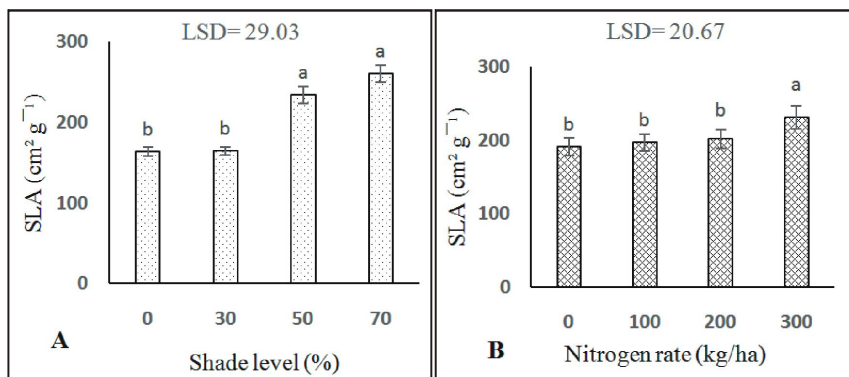 LSD= 29.03
300
200
100
0
SLA (cm² g⁻¹)
b b a a
0 30 50 70
A
Shade level (%)
LSD= 20.67
300
200
100
0
SLA (cm² g⁻¹)
b b b a
0 100 200 300
B
Nitrogen rate (kg/ha)